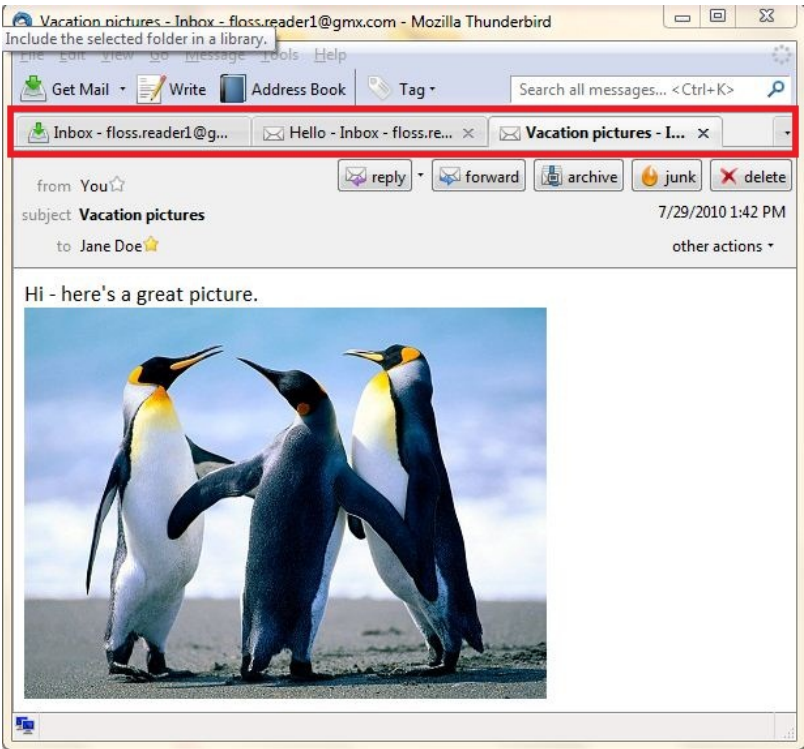 Vacation pictures - Inbox - floss.reader1@gmx.com - Mozilla Thunderbird
Include the selected folder in a library.
File Edit View Go Message Tools Help
Get Mail Write Address Book Tag Search all messages... <Ctrl+K>
Inbox - floss.reader1@g... Hello - Inbox - floss.re... Vacation pictures - I...
from You reply forward archive junk delete
subject Vacation pictures 7/29/2010 1:42 PM
to Jane Doe other actions
Hi - here's a great picture.